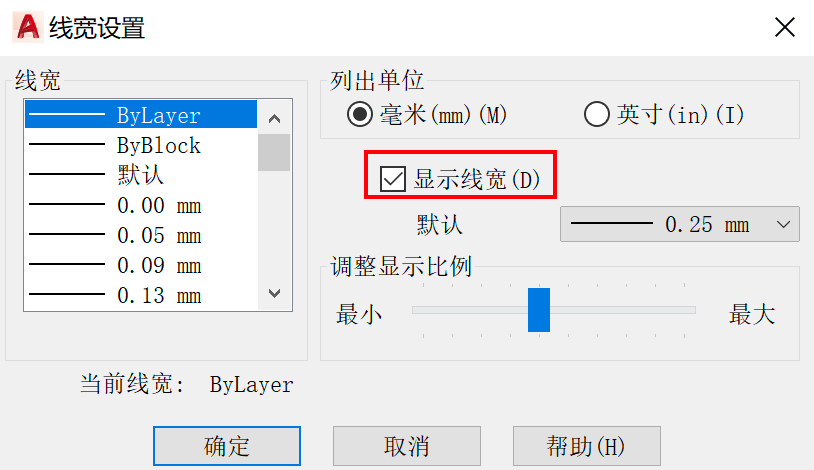 线宽设置
线宽
ByLayer
ByBlock
默认
0.00 mm
0.05 mm
0.09 mm
0.13 mm
列出单位
毫米(mm)(M)
英寸(in)(I)
显示线宽(D)
默认
0.25 mm
调整显示比例
最小
最大
当前线宽: ByLayer
确定
取消
帮助(H)